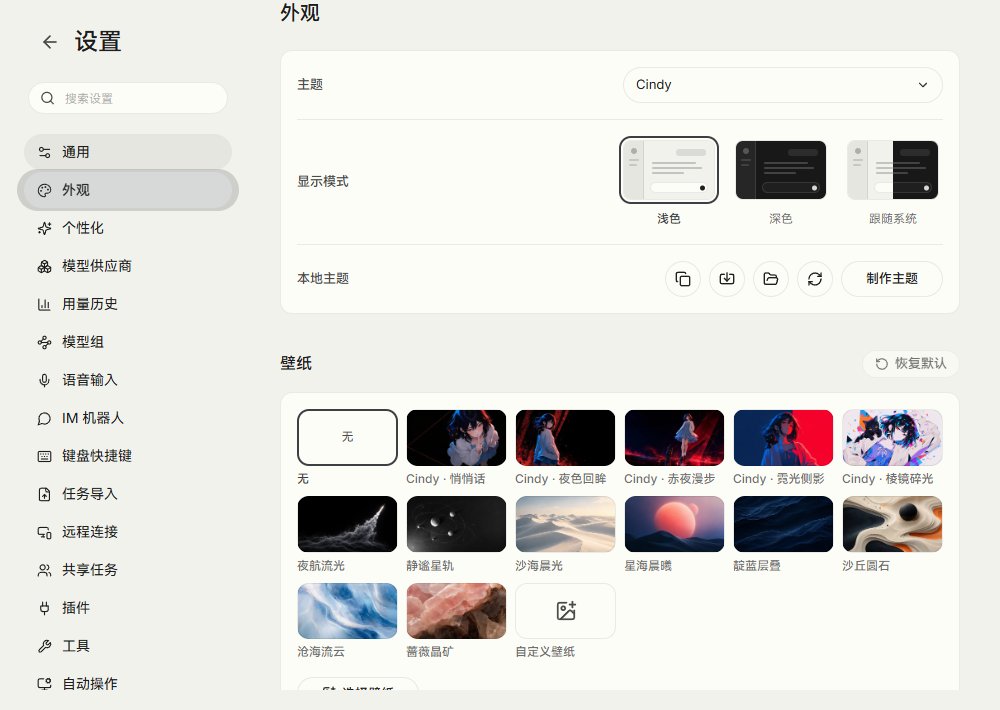 设置
搜索设置
通用
外观
个性化
模型供应商
用量历史
模型组
语音输入
IM 机器人
键盘快捷键
任务导入
远程连接
共享任务
插件
工具
自动操作
外观
主题
Cindy
显示模式
浅色
深色
跟随系统
本地主题
制作主题
壁纸
恢复默认
无
无
Cindy · 悄悄话
Cindy · 夜色回眸
Cindy · 赤夜漫步
Cindy · 霓光侧影
Cindy · 棱镜碎光
夜航流光
静谧星轨
沙海晨光
星海晨曦
靛蓝层叠
沙丘圆石
沧海流云
蔷薇晶矿
自定义壁纸
选择壁纸